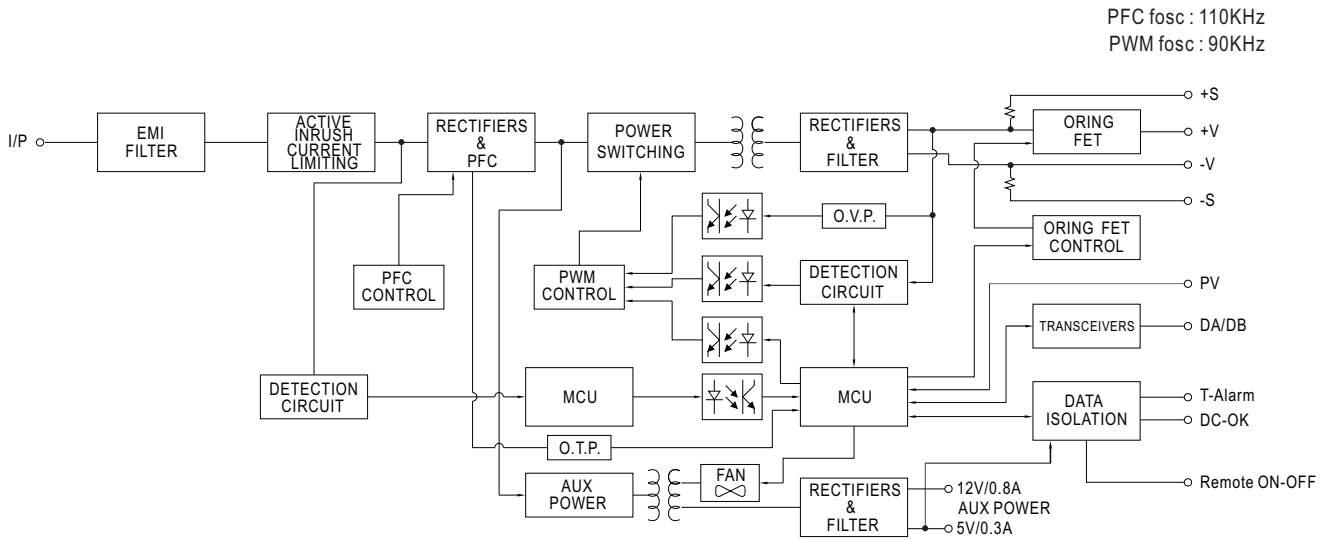 PFC fosc : 110KHz
PWM fosc : 90KHz
I/P
EMI
FILTER
ACTIVE
INRUSH
CURRENT
LIMITING
RECTIFIERS
&
PFC
POWER
SWITCHING
RECTIFIERS
&
FILTER
ORING
FET
+S
+V
-V
-S
O.V.P.
ORING FET
CONTROL
PFC
CONTROL
PWM
CONTROL
DETECTION
CIRCUIT
PV
TRANSCEIVERS
DA/DB
DETECTION
CIRCUIT
MCU
MCU
DATA
ISOLATION
T-Alarm
DC-OK
O.T.P.
AUX
POWER
FAN
RECTIFIERS
&
FILTER
12V/0.8A
AUX POWER
5V/0.3A
Remote ON-OFF